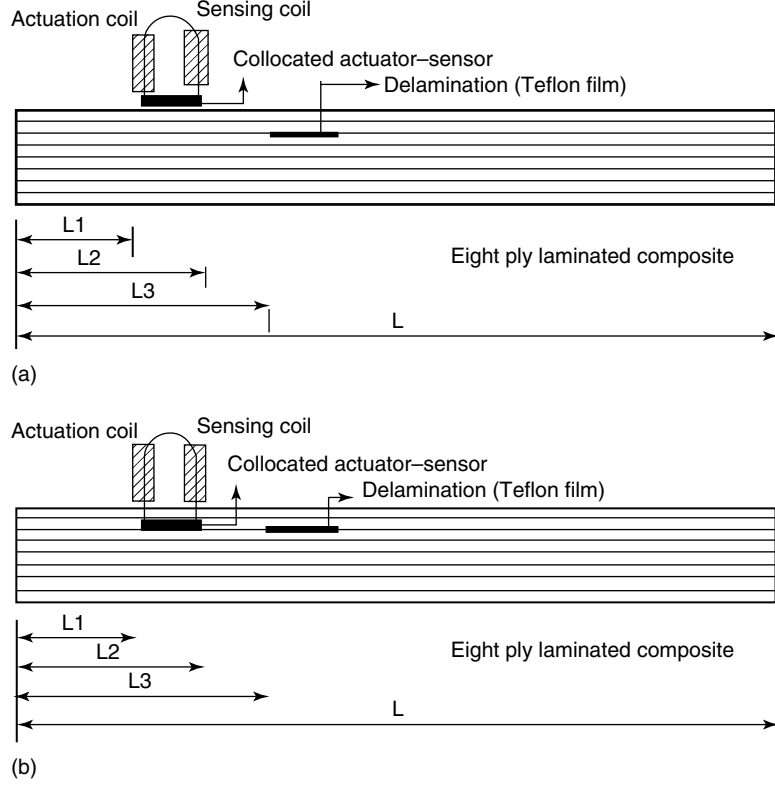 Actuation coil
Sensing coil
Collocated actuator–sensor
Delamination (Teflon film)
L1
L2
Eight ply laminated composite
L3
L
(a)
Actuation coil
Sensing coil
Collocated actuator–sensor
Delamination (Teflon film)
L1
L2
Eight ply laminated composite
L3
L
(b)